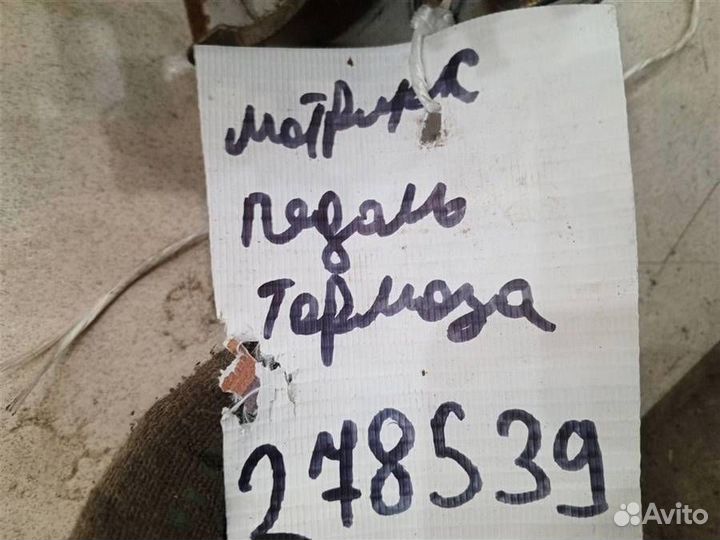 Матрикс
педаль
тормоза
278539
Avito